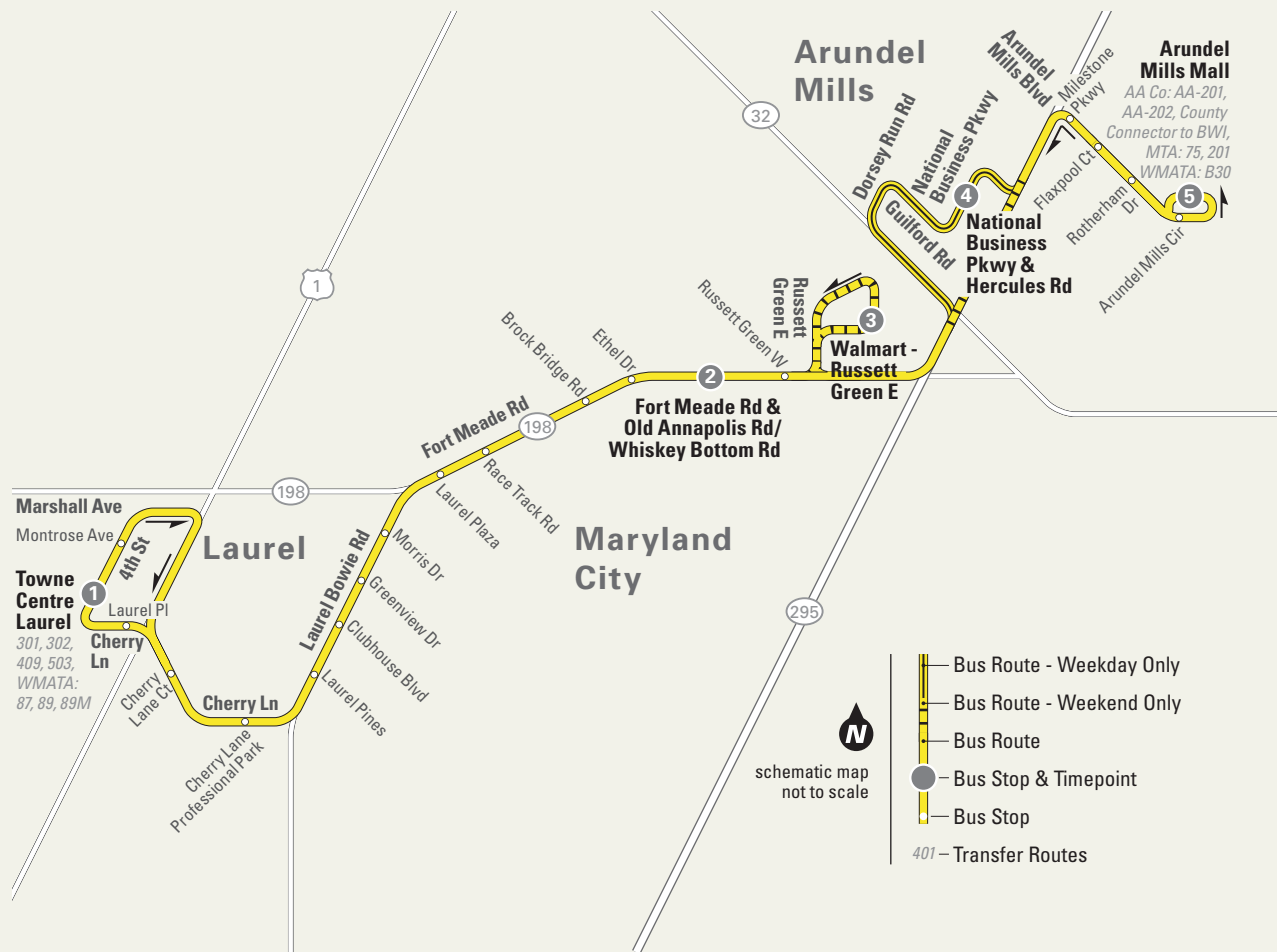 Arundel
Mills
32
Dorsey Run Rd
National
Business Pkwy
Guilford Rd
Arundel
Mills Blvd
Milestone
Pkwy
Flaxpool Ct
Rotherham
Dr
Arundel Mills Cir
Arundel
Mills Mall
AA Co: AA-201,
AA-202, County
Connector to BWI,
MTA: 75, 201
WMATA: B30
5
4
National
Business
Pkwy &
Hercules Rd
1
Russett
Green E
3
Walmart -
Russett
Green E
Russett Green W
2
Fort Meade Rd &
Old Annapolis Rd/
Whiskey Bottom Rd
Ethel Dr
Brock Bridge Rd
Fort Meade Rd
198
Race Track Rd
Laurel Plaza
198
Marshall Ave
Montrose Ave
4th St
Laurel
Maryland
City
Towne
Centre
Laurel
1
301, 302,
409, 503,
WMATA:
87, 89, 89M
Laurel Pl
Cherry
Ln
Cherry
Lane Ct
Cherry Ln
Cherry Lane
Professional Park
Laurel Bowie Rd
Morris Dr
Greenview Dr
Clubhouse Blvd
Laurel Pines
295
N
schematic map
not to scale
Bus Route - Weekday Only
Bus Route - Weekend Only
Bus Route
Bus Stop & Timepoint
Bus Stop
401 Transfer Routes